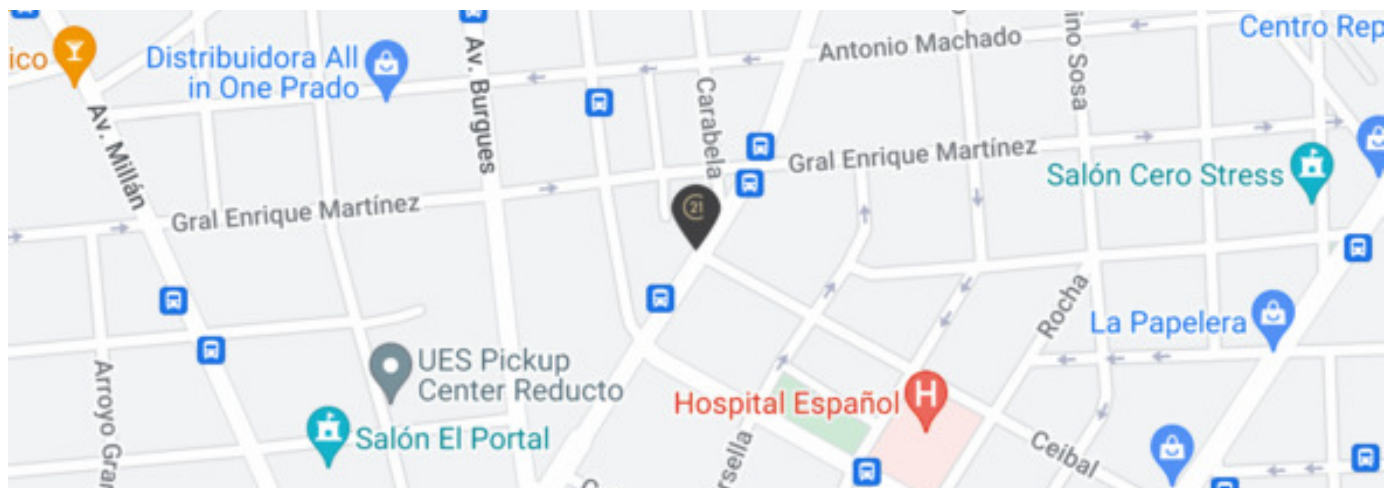 ico
Distribuidora All
in One Prado
Av. Burgues
Carabela
Antonio Machado
ino Sosa
Centro Rep
Av. Millán
Gral Enrique Martínez
Gral Enrique Martínez
21
Salón Cero Stress
Rocha
La Papelera
Arroyo Gran
UES Pickup
Center Reducto
Hospital Español
H
Salón El Portal
rsella
Ceibal